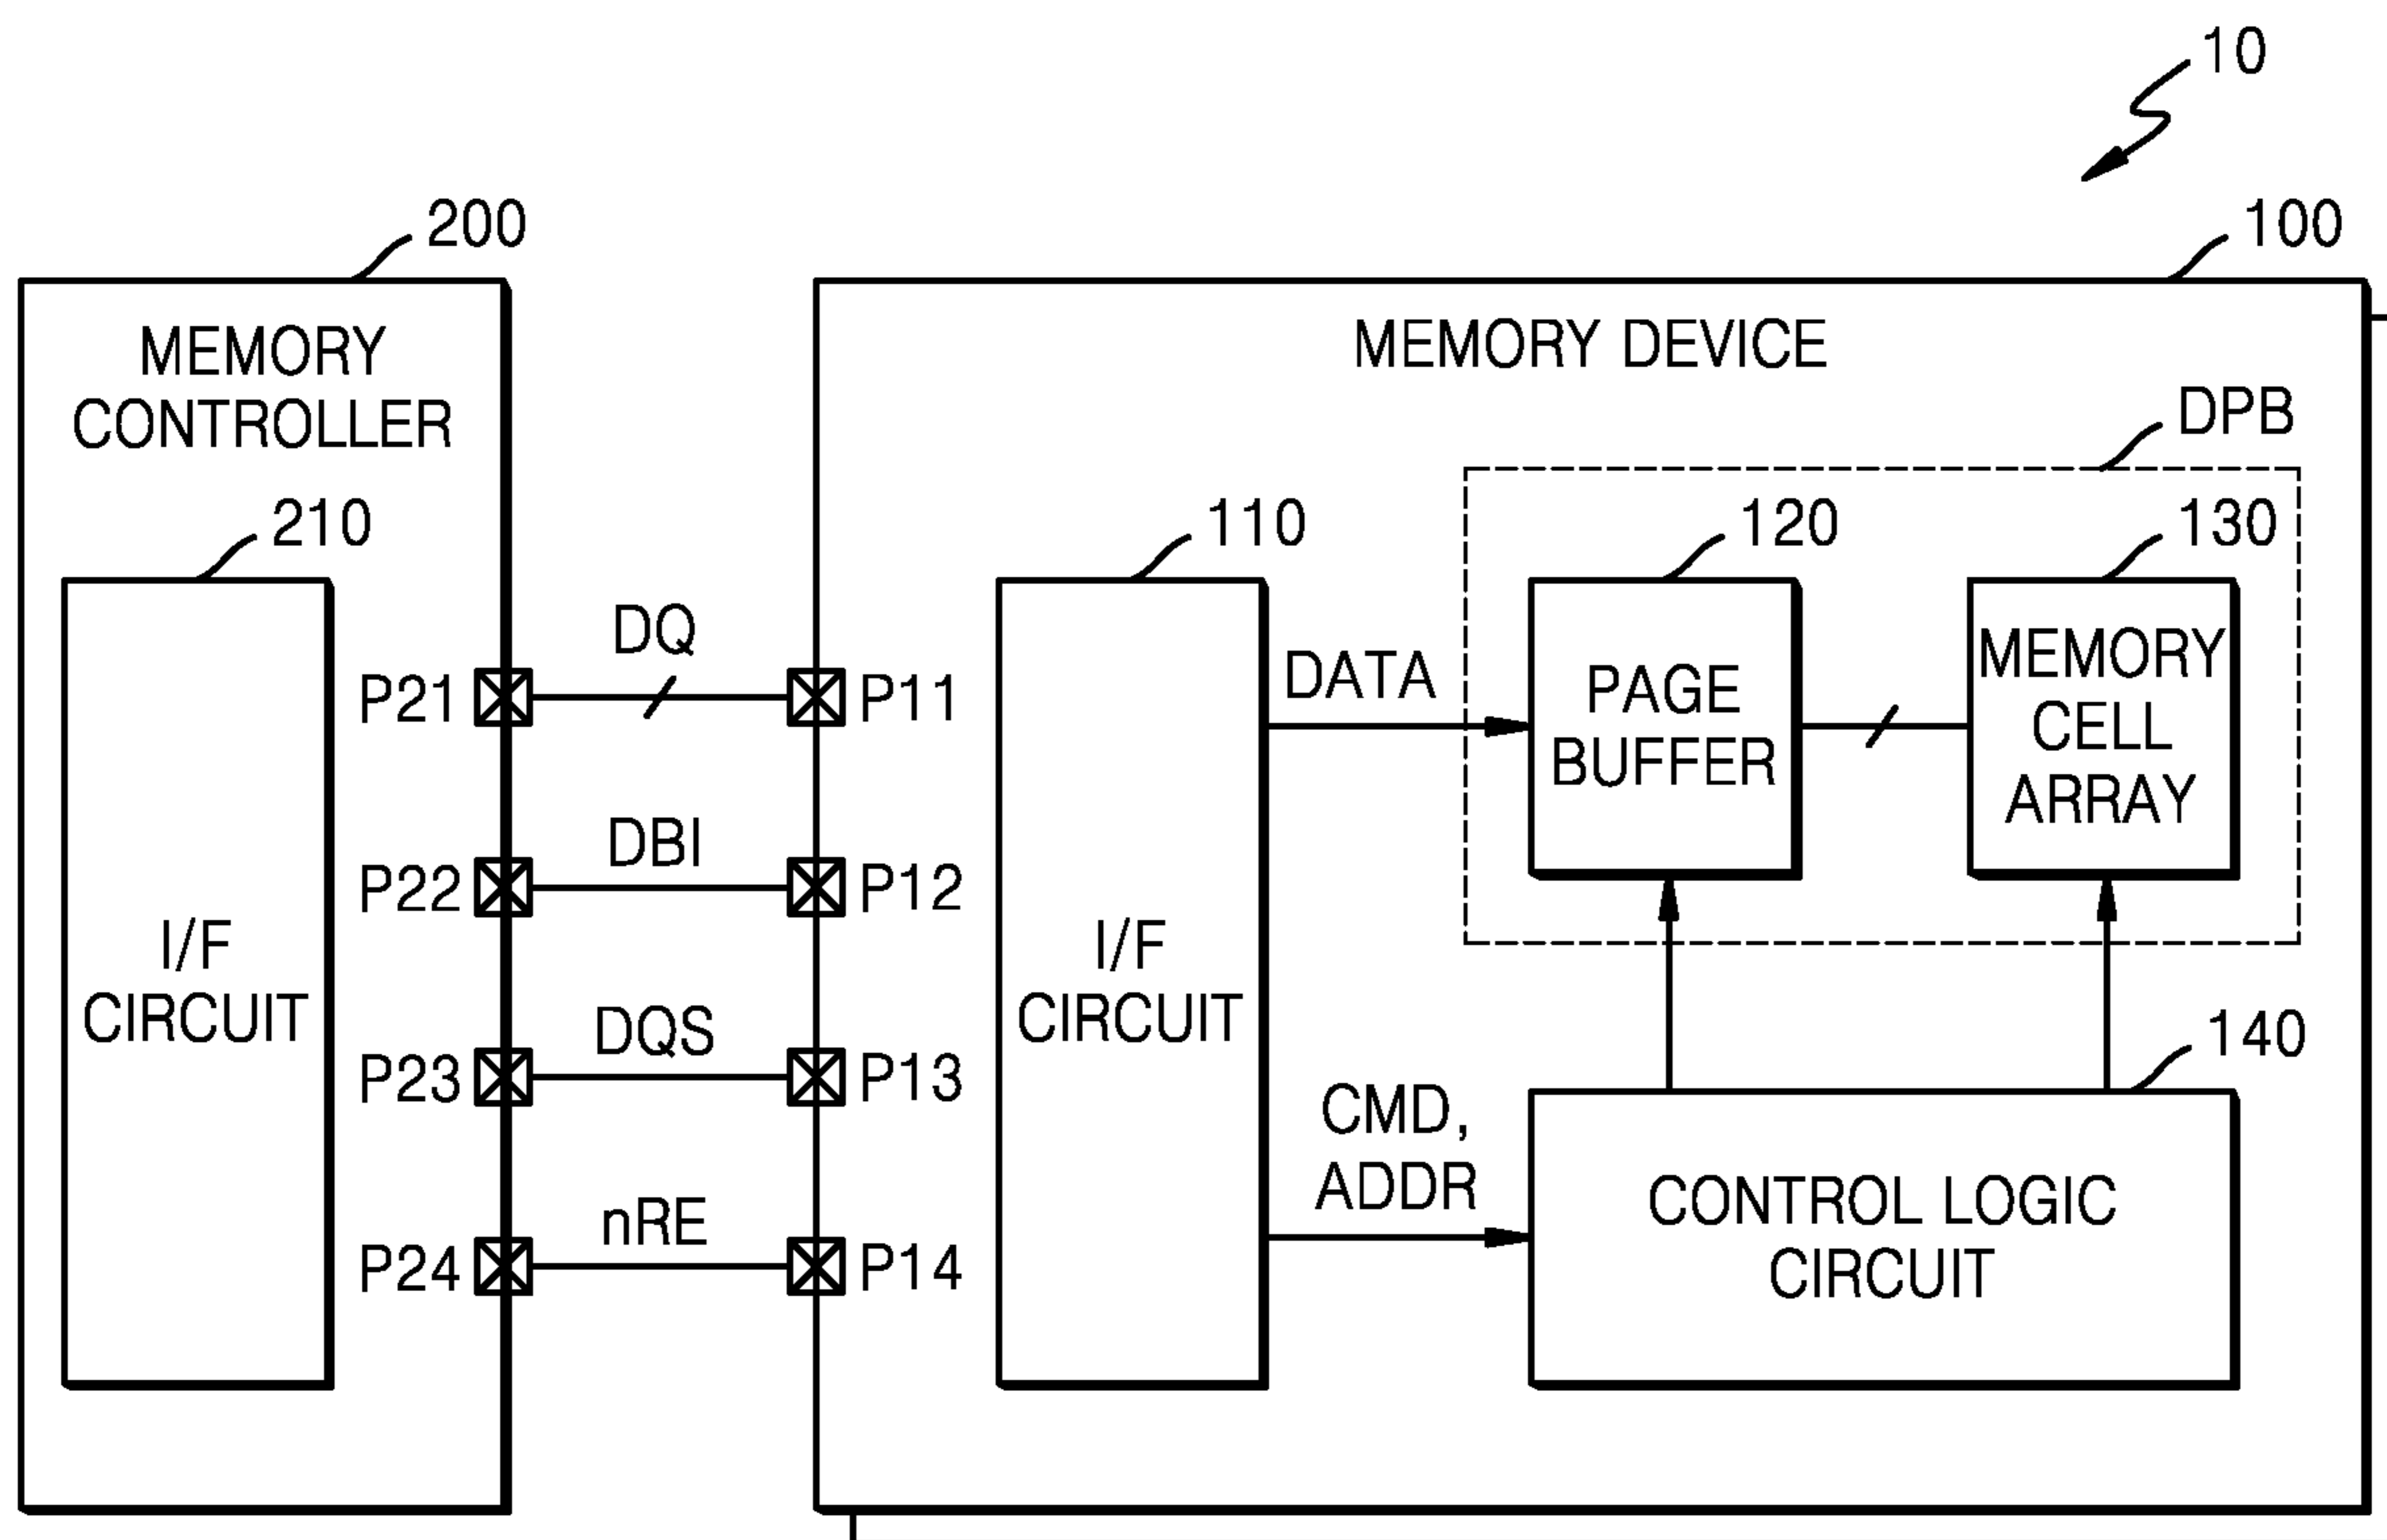 10
200
100
MEMORY
CONTROLLER
MEMORY DEVICE
DPB
210
110
120
130
DQ
P21
P11
DATA
PAGE
BUFFER
MEMORY
CELL
ARRAY
DBI
P22
P12
I/F
CIRCUIT
I/F
CIRCUIT
DQS
P23
P13
140
CMD,
ADDR
nRE
P24
P14
CONTROL LOGIC
CIRCUIT